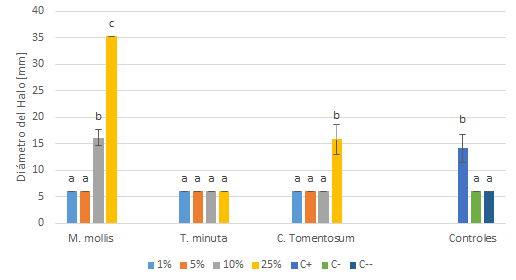 Diámetro del Halo [mm]
40
35
30
25
20
15
10
5
0
c
b
a a
a a a a
b
a a a
b
a a
M. mollis T. minuta C. Tomentosum Controles
1% 5% 10% 25% C+ C- C--